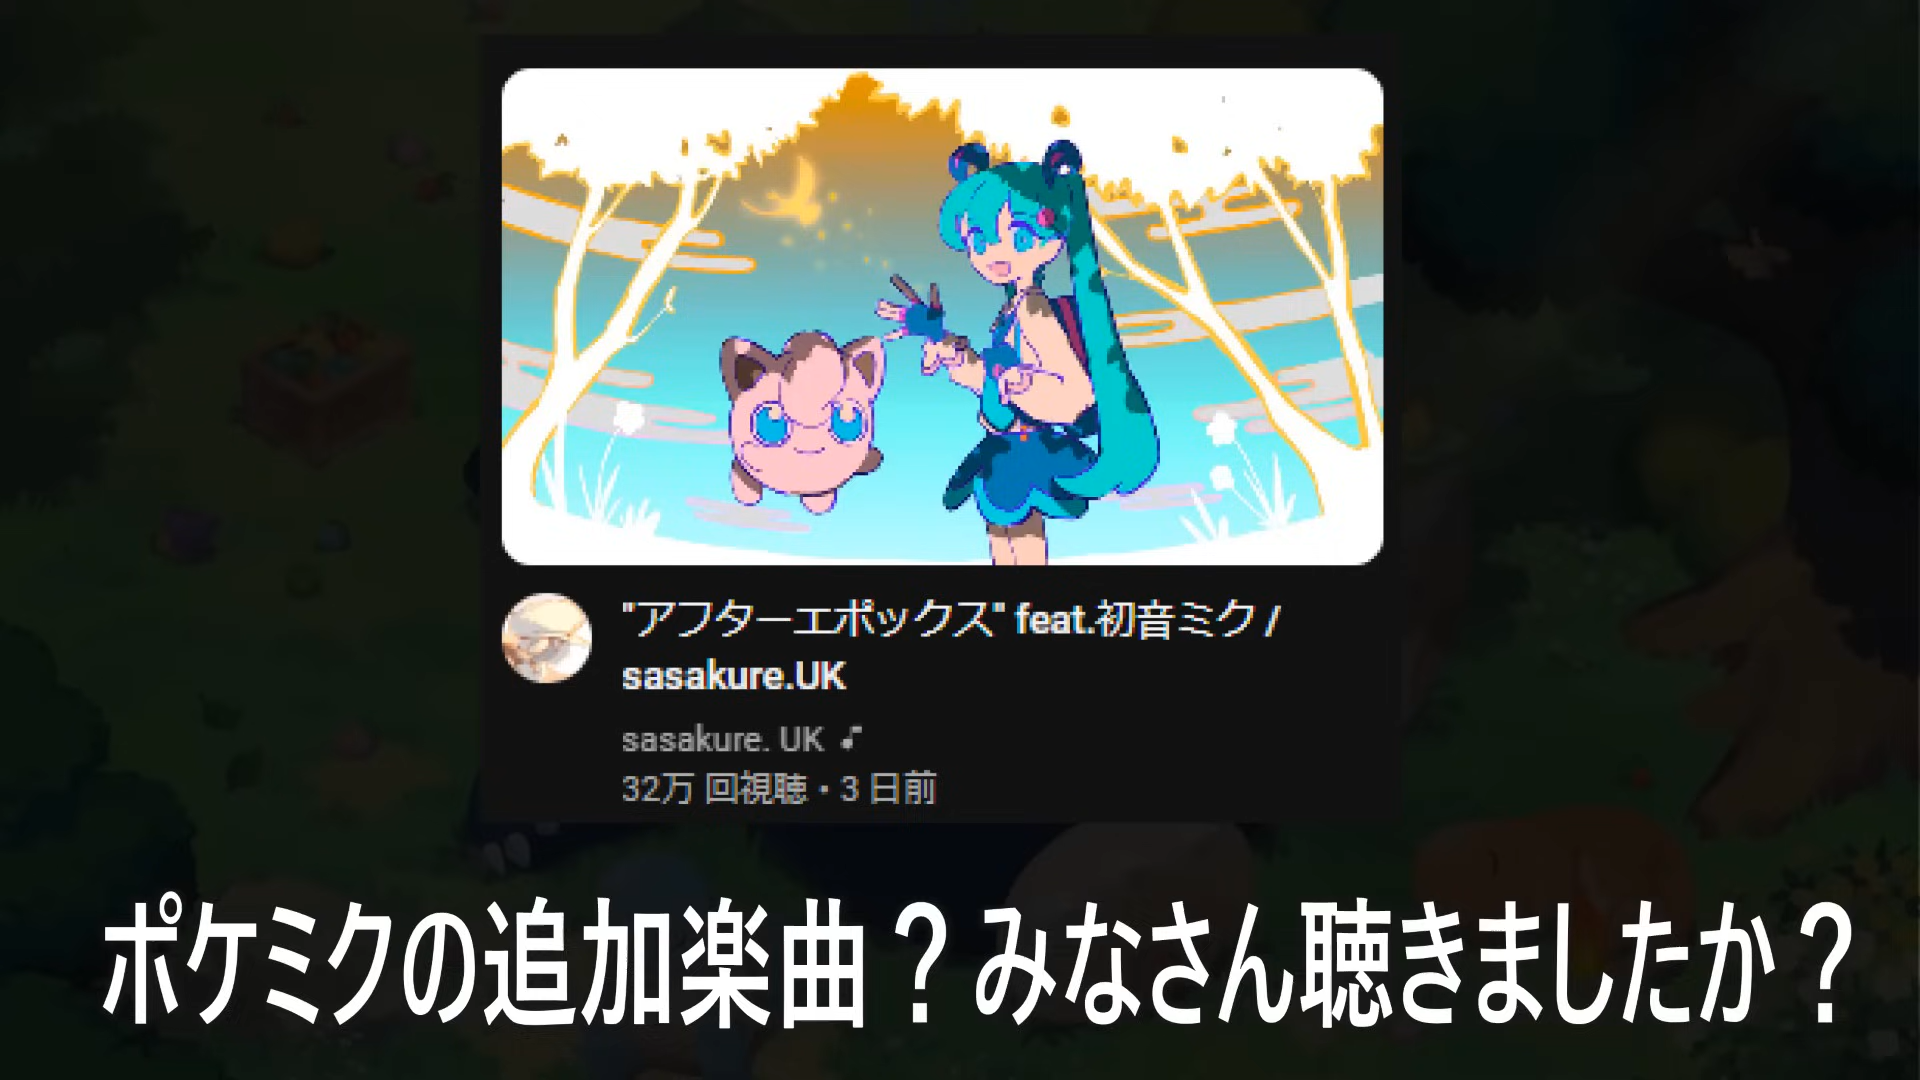 "アフターエポックス" feat.初音ミク /
sasakure.UK
sasakure. UK ♪
32万 回視聴・3 日前
ポケミクの追加楽曲？みなさん聴きましたか？